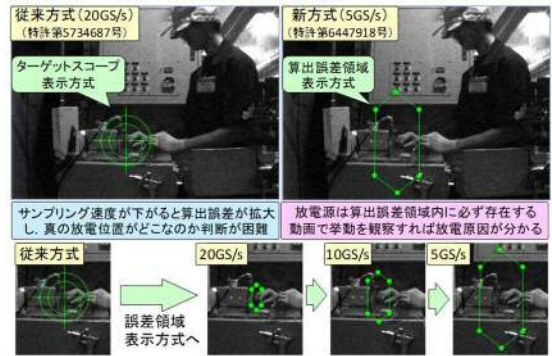 従来方式(20GS/s)
(特許第5734687号)
ターゲットスコープ
表示方式
新方式(5GS/s)
(特許第6447918号)
算出誤差領域
表示方式
サンプリング速度が下がると算出誤差が拡大
し，真の放電位置がどこなのか判断が困難
放電源は算出誤差領域内に必ず存在する
動画で挙動を観察すれば放電原因が分かる
従来方式
誤差領域
表示方式へ
20GS/s
10GS/s
5GS/s